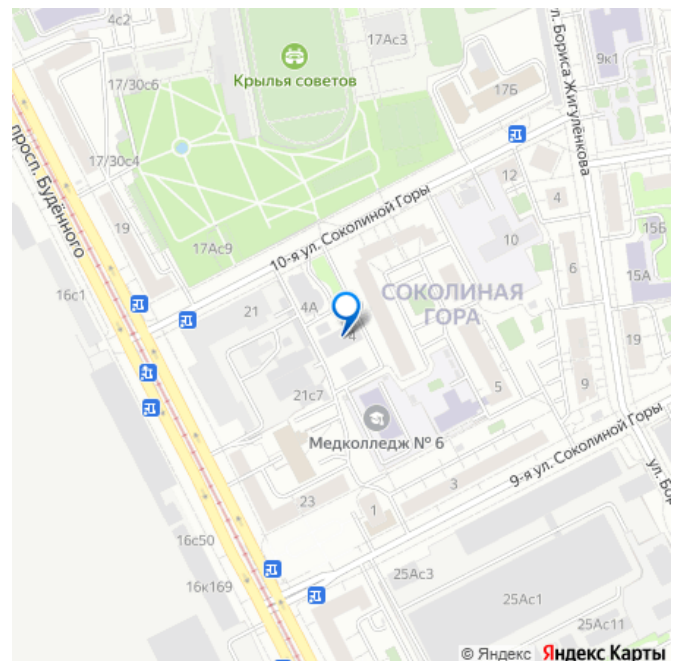 4с2
17Ас3
9к1
17/30с6
Крылья советов
17Б
ул. Бориса Жигулёнкова
просп. Будённого
17/30с4
12
4
19
10-я ул. Соколиной Горы
10
15Б
17Ас9
6
15А
16с1
21
4А
СОКОЛИНАЯ
ГОРА
4
19
21с7
5
9
Медколледж № 6
9-я ул. Соколиной Горы
3
23
1
ул. Бор
16с50
16к169
25Ас3
25Ас1
25Ас11
© Яндекс Яндекс Карты